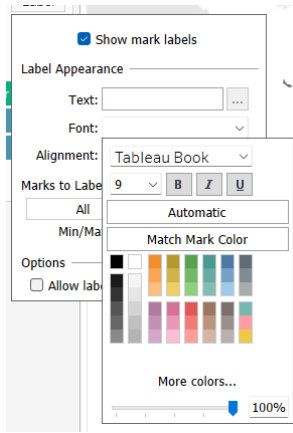 Show mark labels
Label Appearance
Text:
...
Font:
Alignment:
Tableau Book
Marks to Labe
9
B
I
U
All
Automatic
Min/Ma
Match Mark Color
Options
Allow labe
More colors...
100%